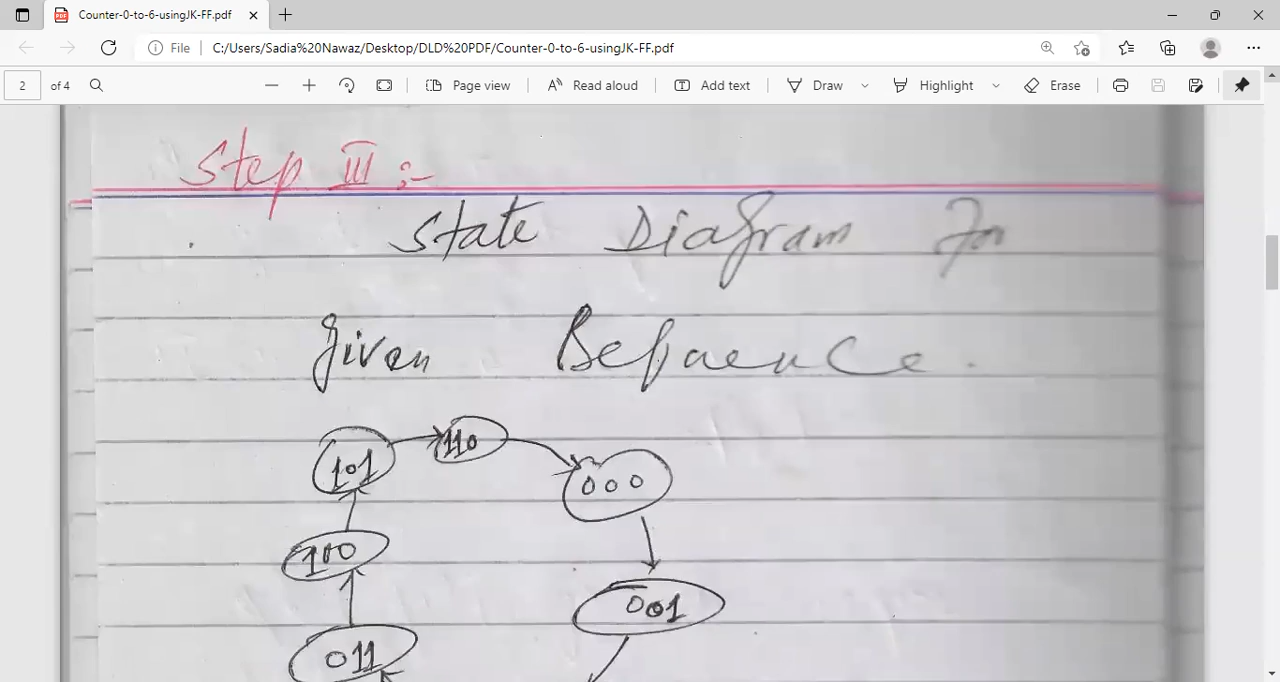 Counter-0-to-6-usingJK-FF.pdf
File C:/Users/Sadia%20Nawaz/Desktop/DLD%20PDF/Counter-0-to-6-usingJK-FF.pdf
2 of 4 Page view Read aloud Add text Draw Highlight Erase
Step III :-
State Diagram For
given Sequence.
101 110 000
100
001
011